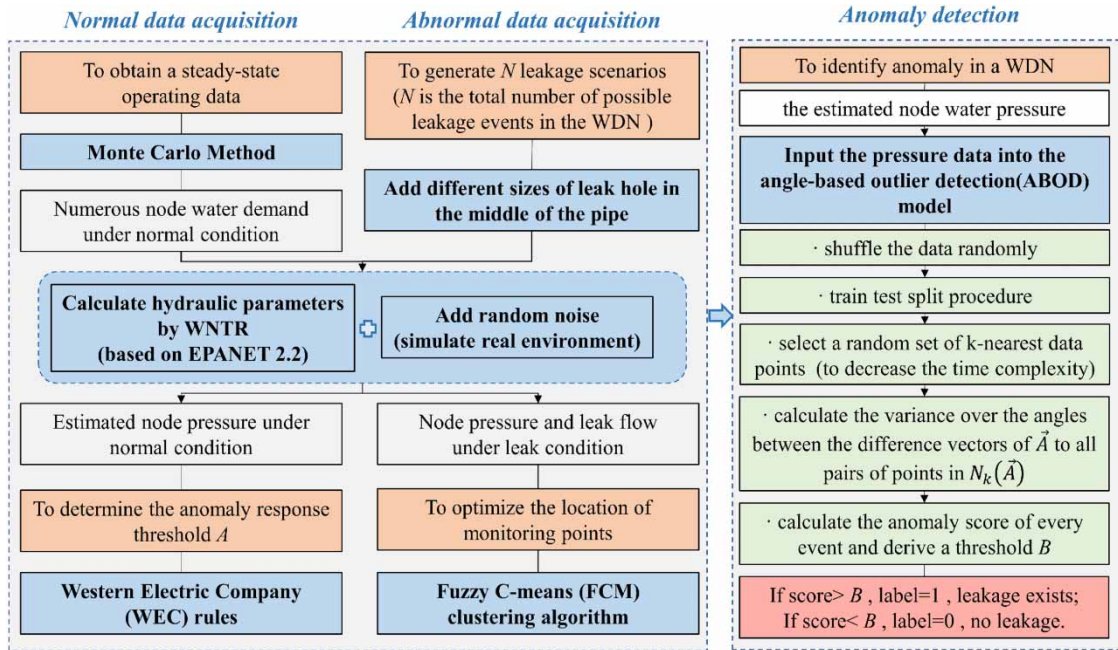 Normal data acquisition
Abnormal data acquisition
Anomaly detection
To obtain a steady-state
operating data
Monte Carlo Method
Numerous node water demand
under normal condition
To generate N leakage scenarios
(N is the total number of possible
leakage events in the WDN )
Add different sizes of leak hole in
the middle of the pipe
Calculate hydraulic parameters
by WNTR
(based on EPANET 2.2)
Add random noise
(simulate real environment)
Estimated node pressure under
normal condition
To determine the anomaly response
threshold A
Western Electric Company
(WEC) rules
Node pressure and leak flow
under leak condition
To optimize the location of
monitoring points
Fuzzy C-means (FCM)
clustering algorithm
To identify anomaly in a WDN
the estimated node water pressure
Input the pressure data into the
angle-based outlier detection(ABOD)
model
· shuffle the data randomly
· train test split procedure
· select a random set of k-nearest data
points (to decrease the time complexity)
· calculate the variance over the angles
between the difference vectors of A⃗ to all
pairs of points in Nₖ(A⃗)
· calculate the anomaly score of every
event and derive a threshold B
If score> B , label=1 , leakage exists;
If score< B , label=0 , no leakage.